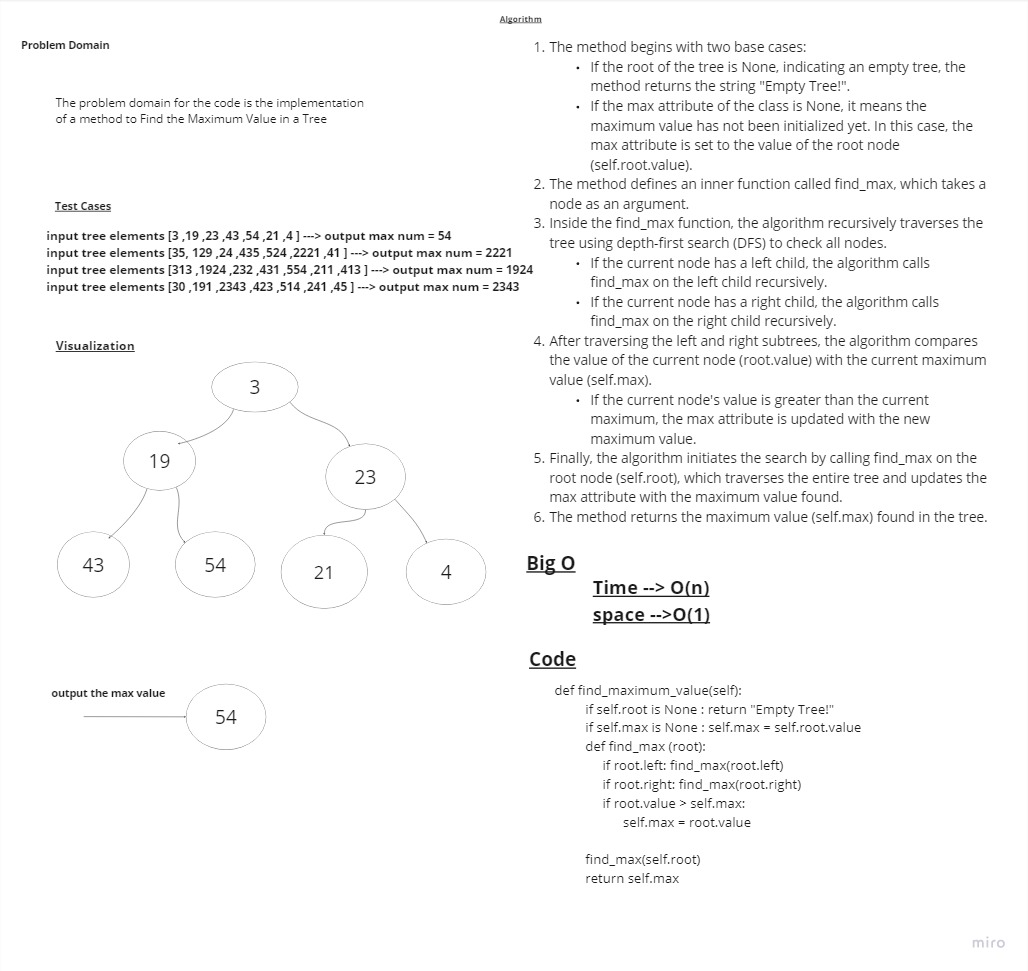 Algorithm
Problem Domain
The problem domain for the code is the implementation
of a method to Find the Maximum Value in a Tree
Test Cases
input tree elements [3 ,19 ,23 ,43 ,54 ,21 ,4 ] ---> output max num = 54
input tree elements [35, 129 ,24 ,435 ,524 ,2221 ,41 ] ---> output max num = 2221
input tree elements [313 ,1924 ,232 ,431 ,554 ,211 ,413 ] ---> output max num = 1924
input tree elements [30 ,191 ,2343 ,423 ,514 ,241 ,45 ] ---> output max num = 2343
Visualization
3
19
23
43
54
21
4
output the max value
54
1. The method begins with two base cases:
• If the root of the tree is None, indicating an empty tree, the
method returns the string "Empty Tree!".
• If the max attribute of the class is None, it means the
maximum value has not been initialized yet. In this case, the
max attribute is set to the value of the root node
(self.root.value).
2. The method defines an inner function called find_max, which takes a
node as an argument.
3. Inside the find_max function, the algorithm recursively traverses the
tree using depth-first search (DFS) to check all nodes.
• If the current node has a left child, the algorithm calls
find_max on the left child recursively.
• If the current node has a right child, the algorithm calls
find_max on the right child recursively.
4. After traversing the left and right subtrees, the algorithm compares
the value of the current node (root.value) with the current maximum
value (self.max).
• If the current node's value is greater than the current
maximum, the max attribute is updated with the new
maximum value.
5. Finally, the algorithm initiates the search by calling find_max on the
root node (self.root), which traverses the entire tree and updates the
max attribute with the maximum value found.
6. The method returns the maximum value (self.max) found in the tree.
Big O
Time --> O(n)
space -->O(1)
Code
def find_maximum_value(self):
if self.root is None : return "Empty Tree!"
if self.max is None : self.max = self.root.value
def find_max (root):
if root.left: find_max(root.left)
if root.right: find_max(root.right)
if root.value > self.max:
self.max = root.value
find_max(self.root)
return self.max
miro